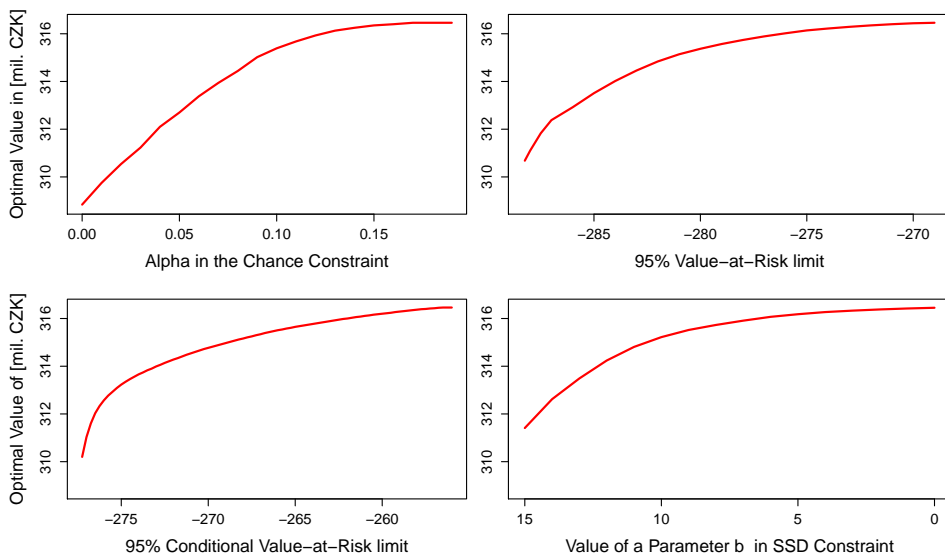 Optimal Value in [mil. CZK]
316
314
312
310
0.00 0.05 0.10 0.15
Alpha in the Chance Constraint
316
314
312
310
−285 −280 −275 −270
95% Value−at−Risk limit
Optimal Value of [mil. CZK]
316
314
312
310
−275 −270 −265 −260
95% Conditional Value−at−Risk limit
316
314
312
310
15 10 5 0
Value of a Parameter b in SSD Constraint